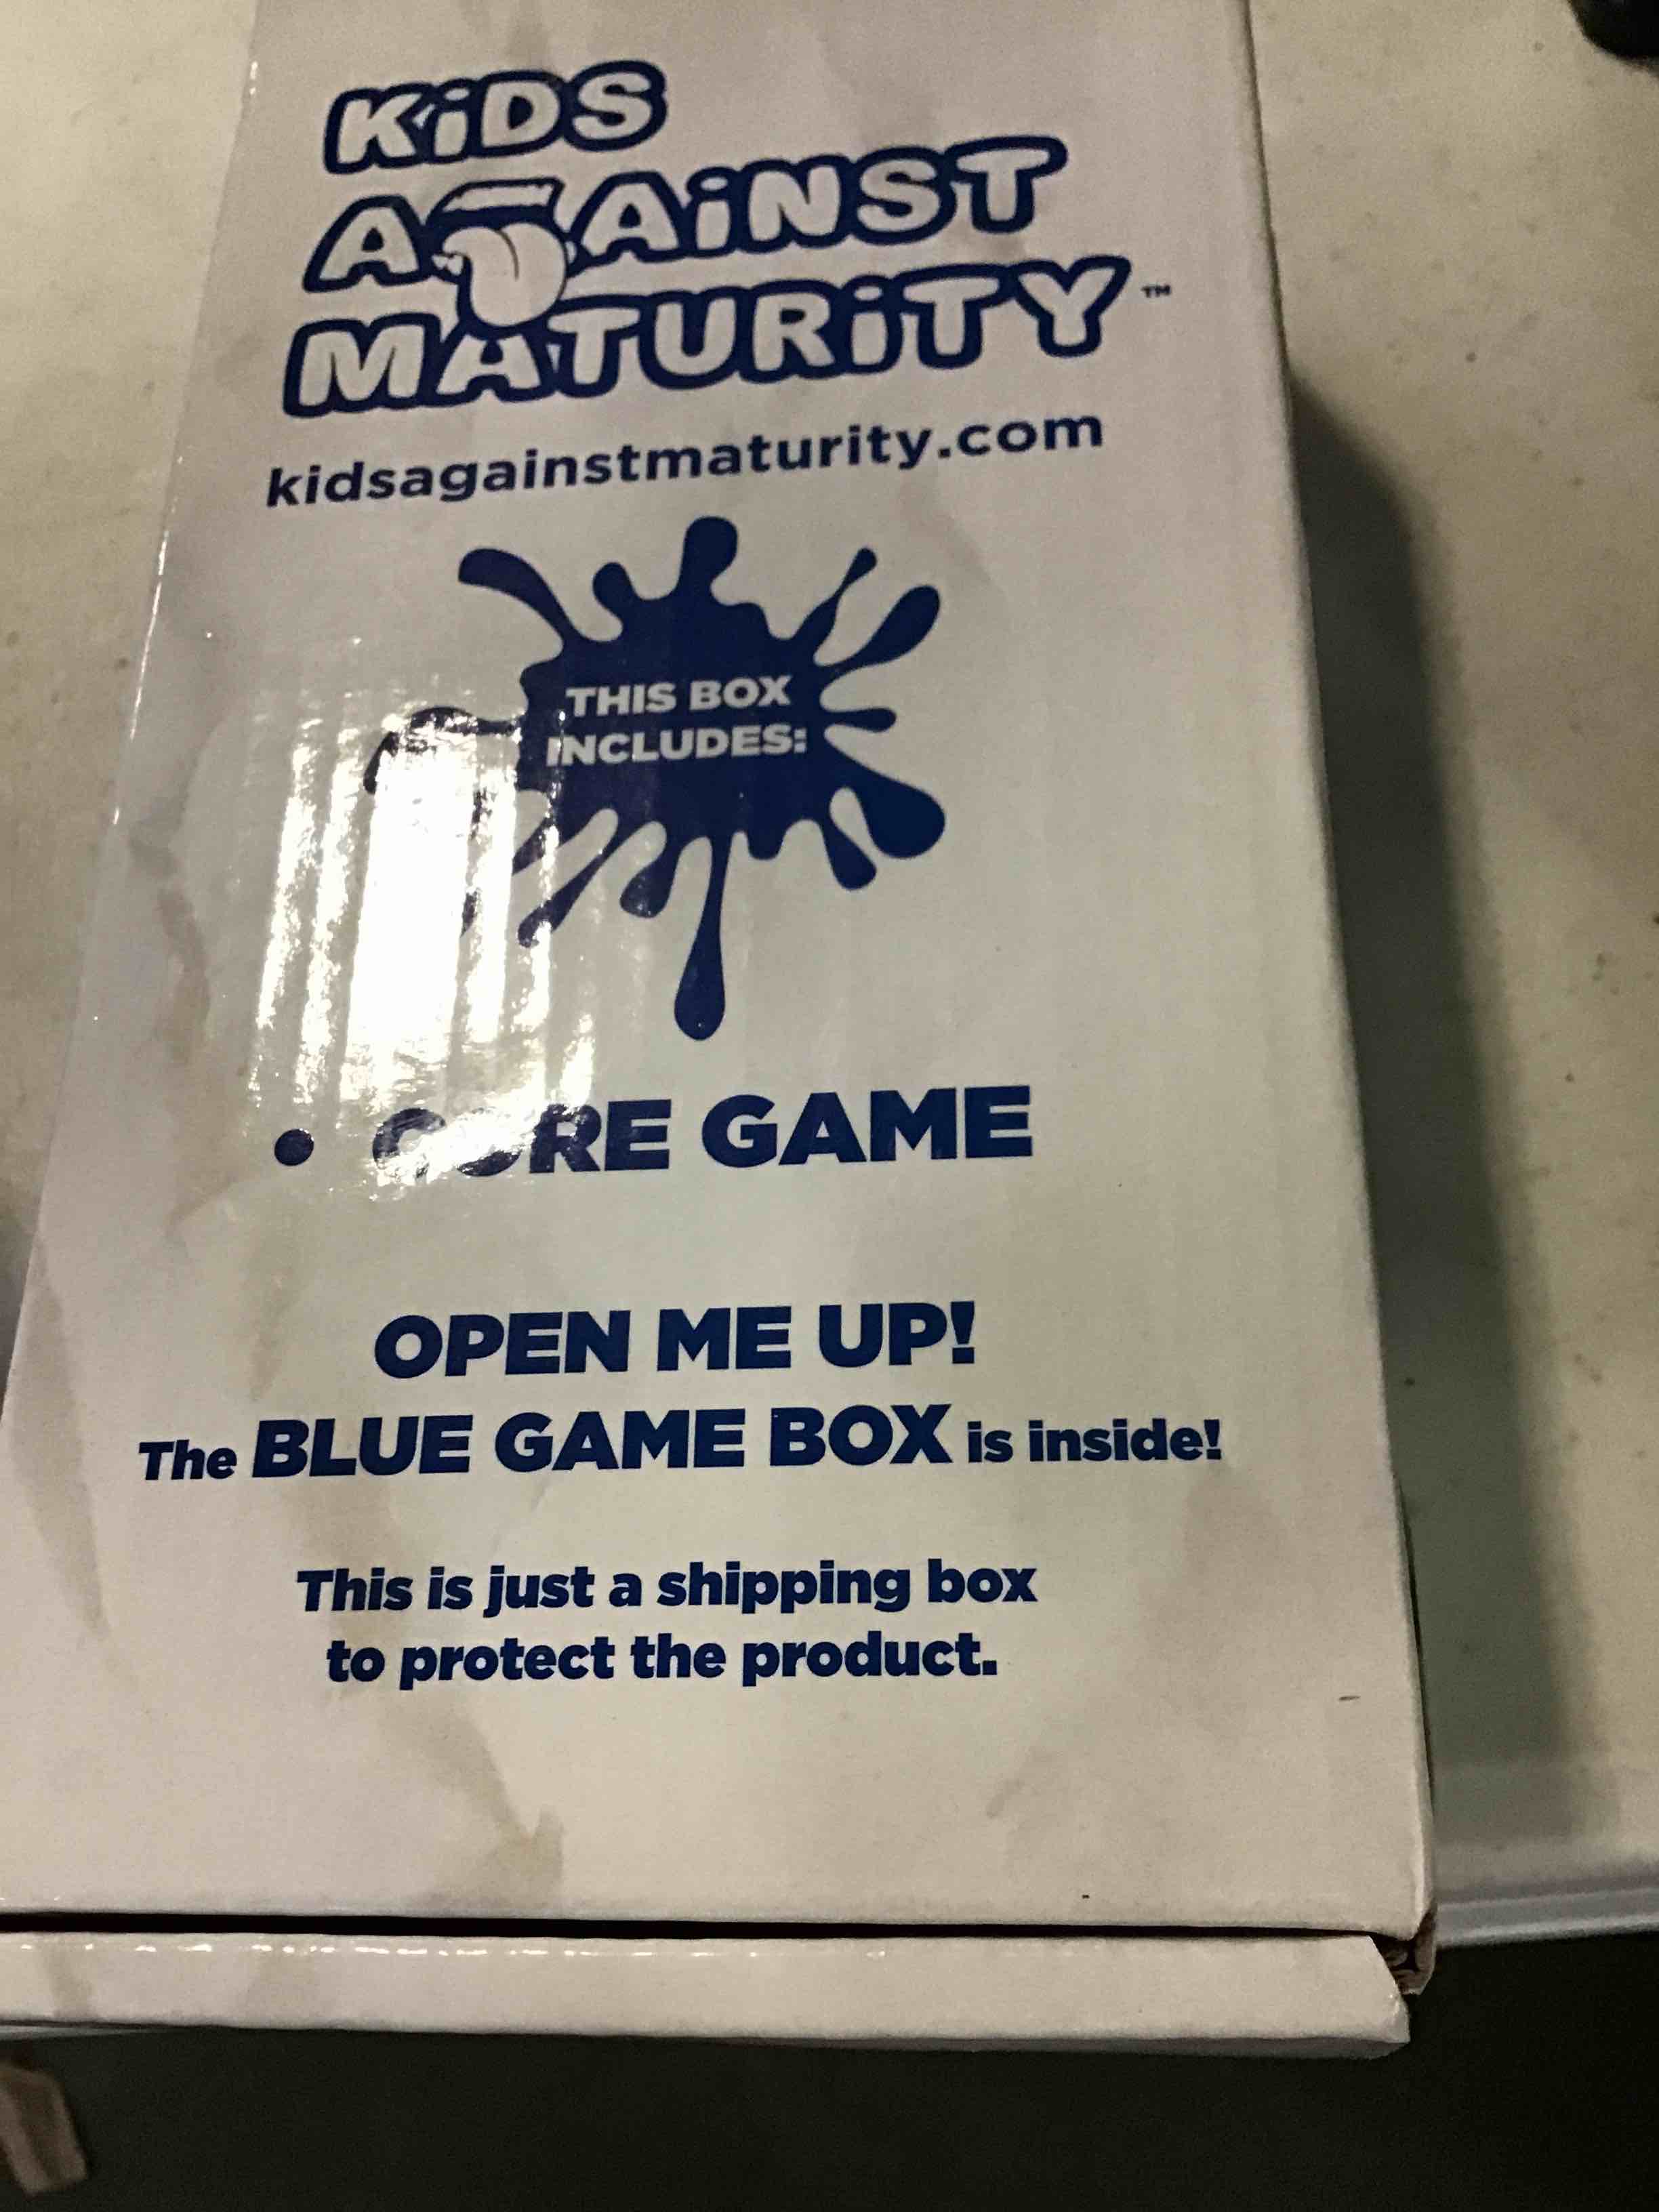 KiDS
AGAiNST
MATURiTY™
kidsagainstmaturity.com
THIS BOX
INCLUDES:
• CORE GAME
OPEN ME UP!
The BLUE GAME BOX is inside!
This is just a shipping box
to protect the product.